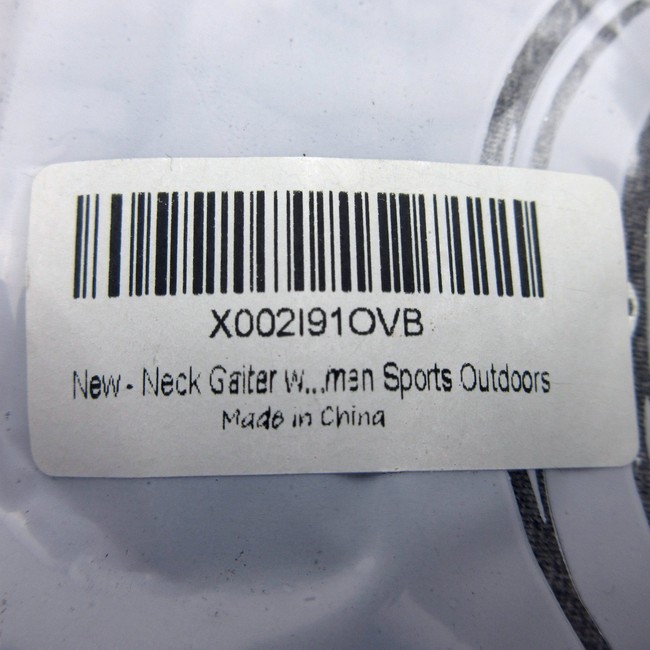 X002I91OVB
New - Neck Gaiter w...men Sports Outdoors
Made in China